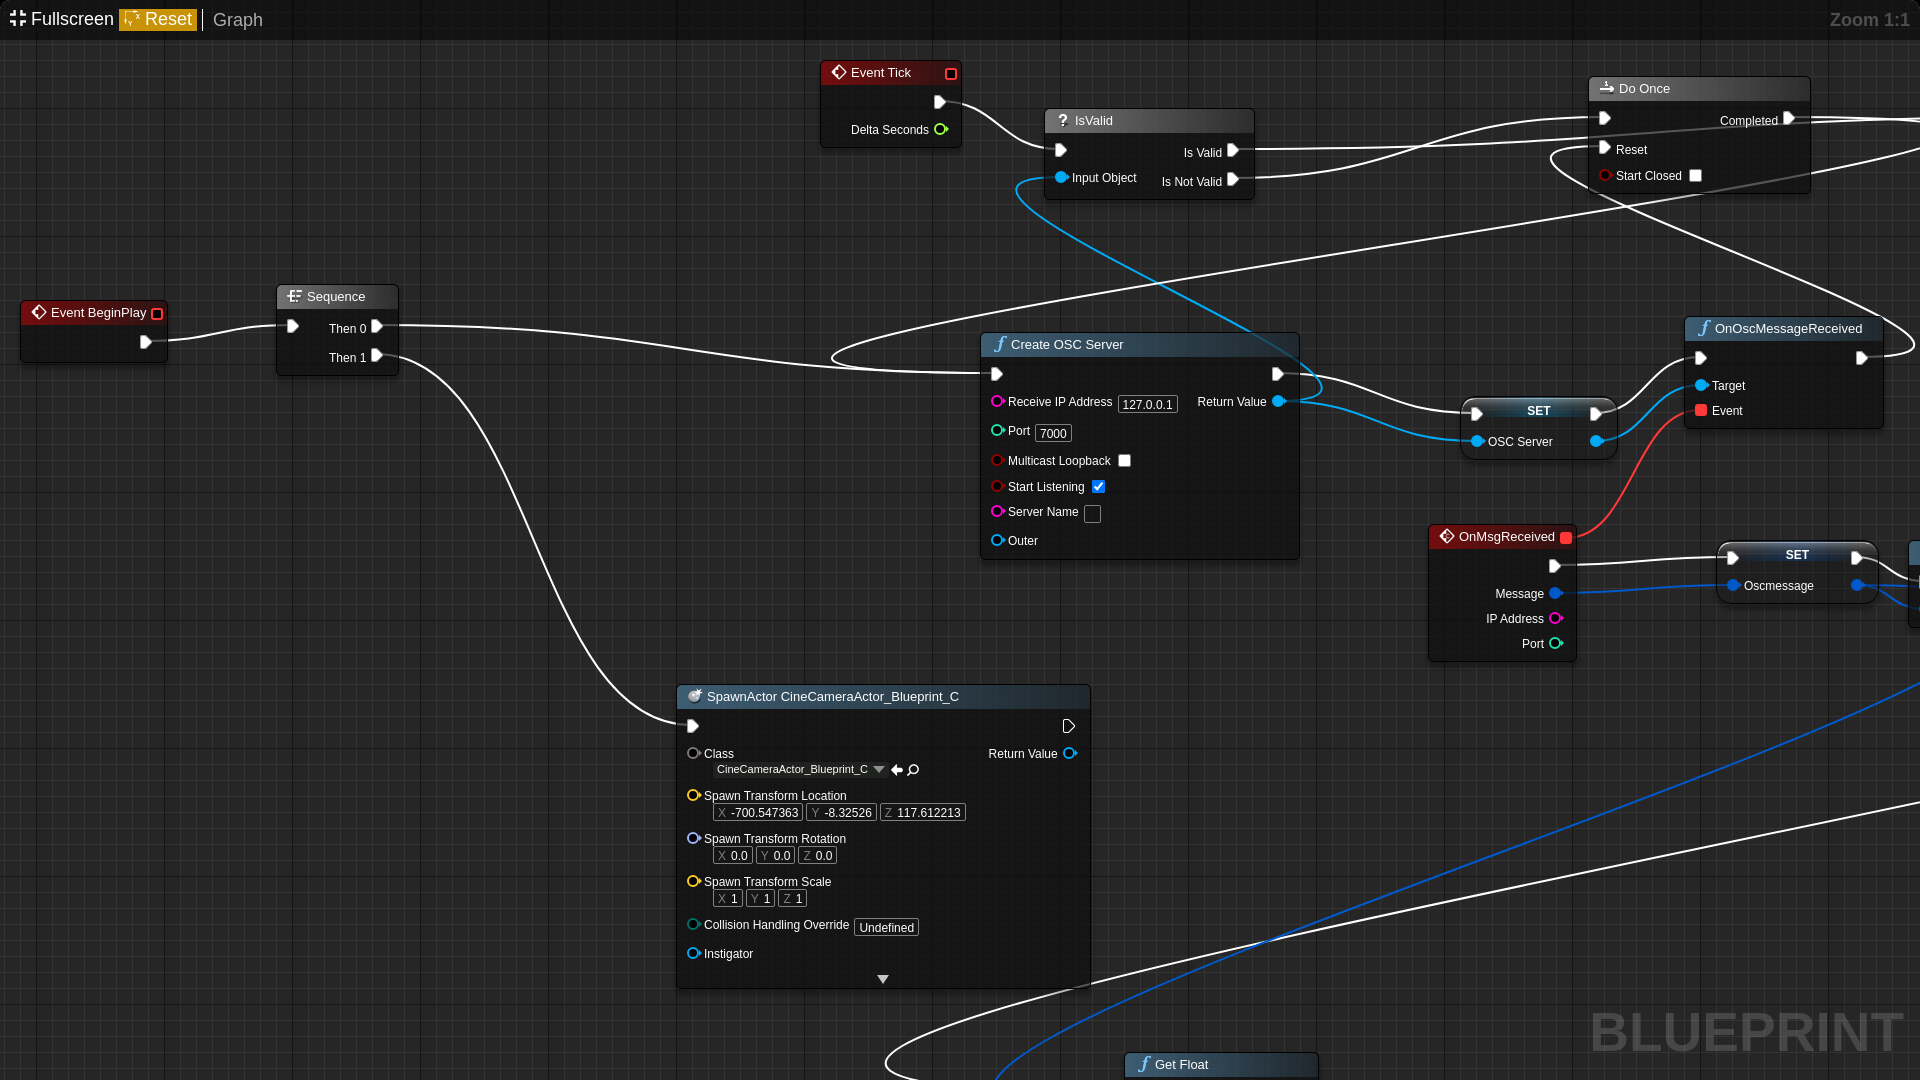 Fullscreen Reset Graph
Zoom 1:1
Event Tick
Delta Seconds
? IsValid
Is Valid
Input Object
Is Not Valid
Do Once
Completed
Reset
Start Closed
Event BeginPlay
Sequence
Then 0
Then 1
Create OSC Server
Receive IP Address 127.0.0.1 Return Value
Port 7000
Multicast Loopback
Start Listening
Server Name
Outer
SET
OSC Server
OnOscMessageReceived
Target
Event
OnMsgReceived
Message
IP Address
Port
SET
Oscmessage
SpawnActor CineCameraActor_Blueprint_C
Class Return Value
CineCameraActor_Blueprint_C
Spawn Transform Location
X -700.547363 Y -8.32526 Z 117.612213
Spawn Transform Rotation
X 0.0 Y 0.0 Z 0.0
Spawn Transform Scale
X 1 Y 1 Z 1
Collision Handling Override Undefined
Instigator
BLUEPRINT
Get Float